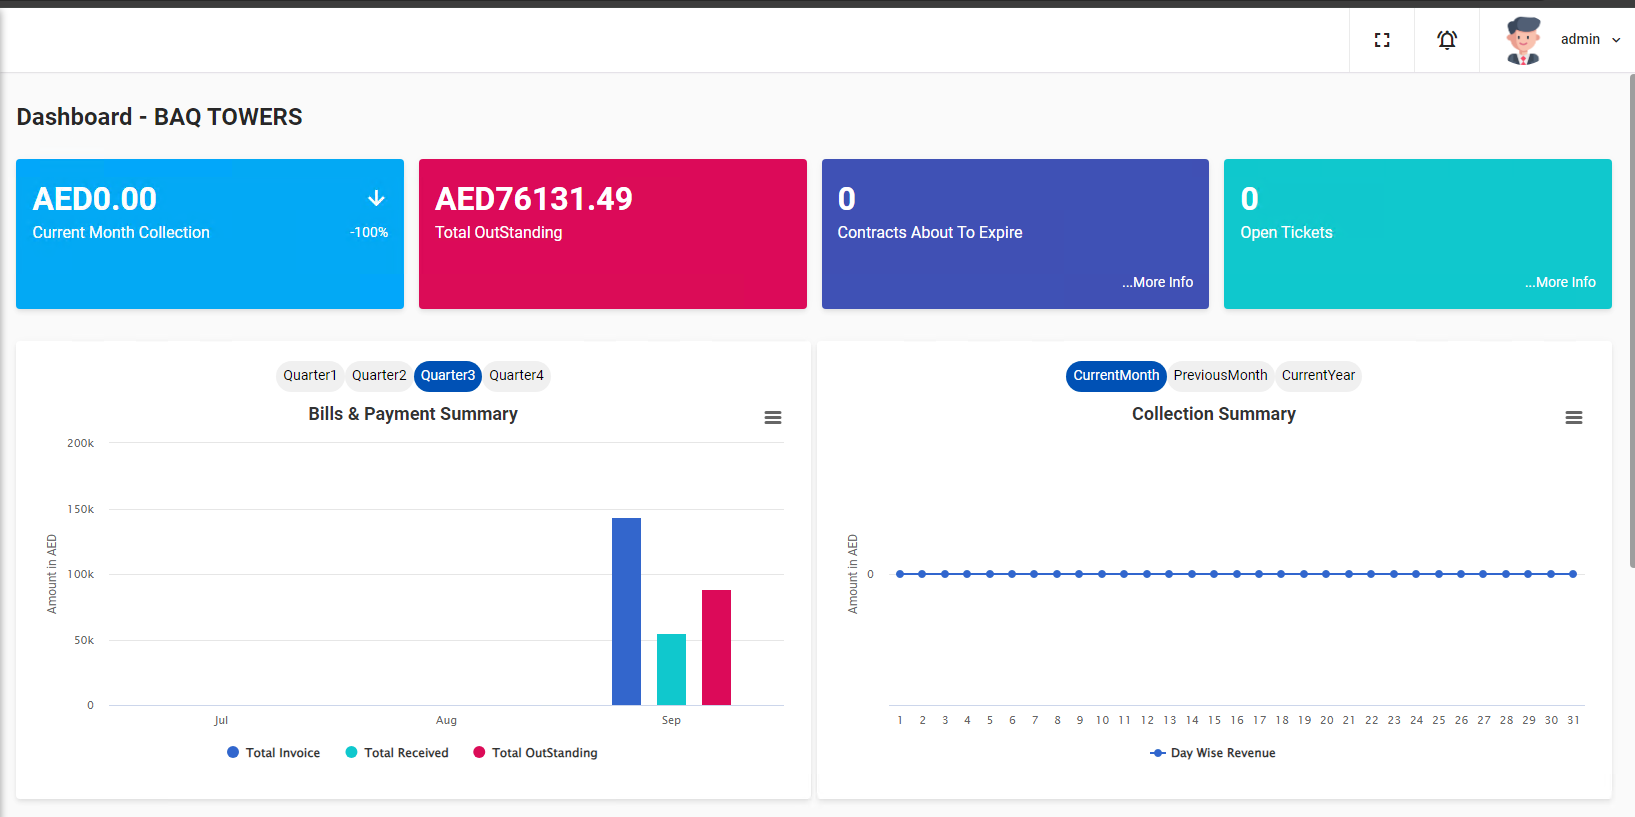 admin
Dashboard - BAQ TOWERS
AED0.00
Current Month Collection
-100%
AED76131.49
Total OutStanding
0
Contracts About To Expire
...More Info
0
Open Tickets
...More Info
Quarter1 Quarter2 Quarter3 Quarter4
Bills & Payment Summary
Amount in AED
200k
150k
100k
50k
0
Jul Aug Sep
Total Invoice Total Received Total OutStanding
CurrentMonth PreviousMonth CurrentYear
Collection Summary
Amount in AED
0
1 2 3 4 5 6 7 8 9 10 11 12 13 14 15 16 17 18 19 20 21 22 23 24 25 26 27 28 29 30 31
Day Wise Revenue